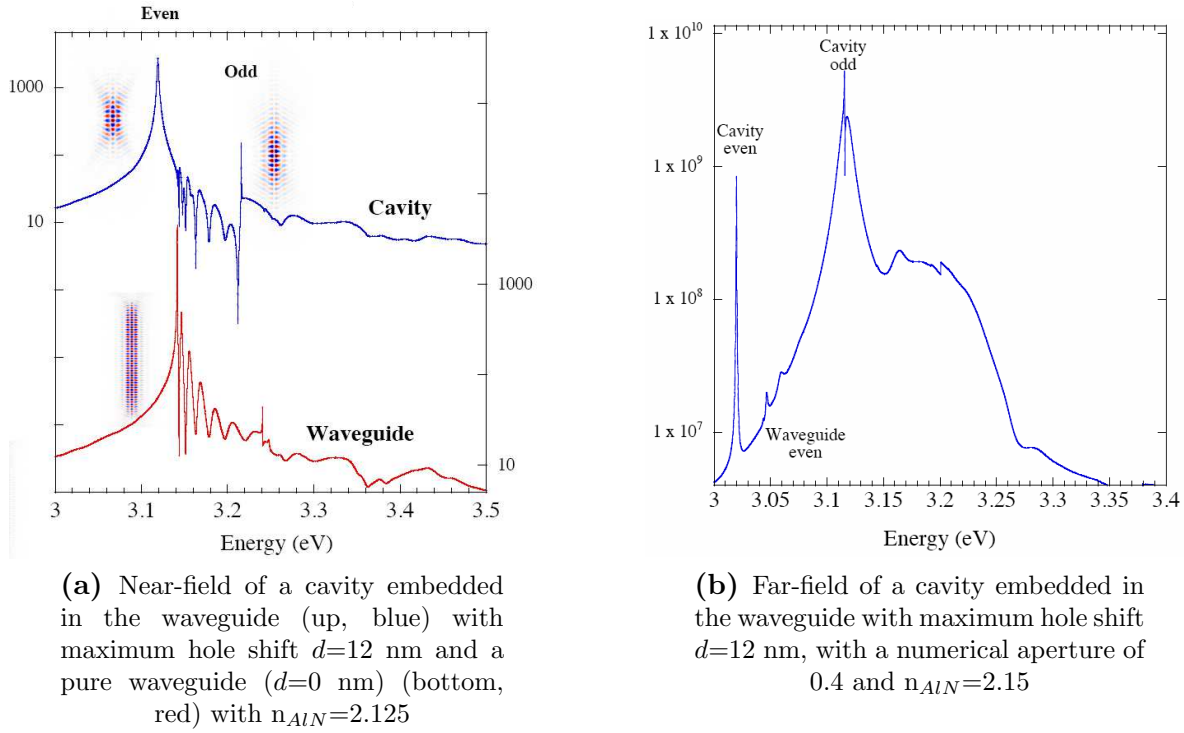 Even
Odd
1000
10
Cavity
1000
Waveguide
10
3
3.1
3.2
3.3
3.4
3.5
Energy (eV)
(a) Near-field of a cavity embedded
in the waveguide (up, blue) with
maximum hole shift d=12 nm and a
pure waveguide (d=0 nm) (bottom,
red) with n_{AlN}=2.125
1 x 10^{10}
Cavity
odd
Cavity
even
1 x 10^{9}
1 x 10^{8}
1 x 10^{7}
Waveguide
even
3
3.05
3.1
3.15
3.2
3.25
3.3
3.35
3.4
Energy (eV)
(b) Far-field of a cavity embedded in
the waveguide with maximum hole shift
d=12 nm, with a numerical aperture of
0.4 and n_{AlN}=2.15